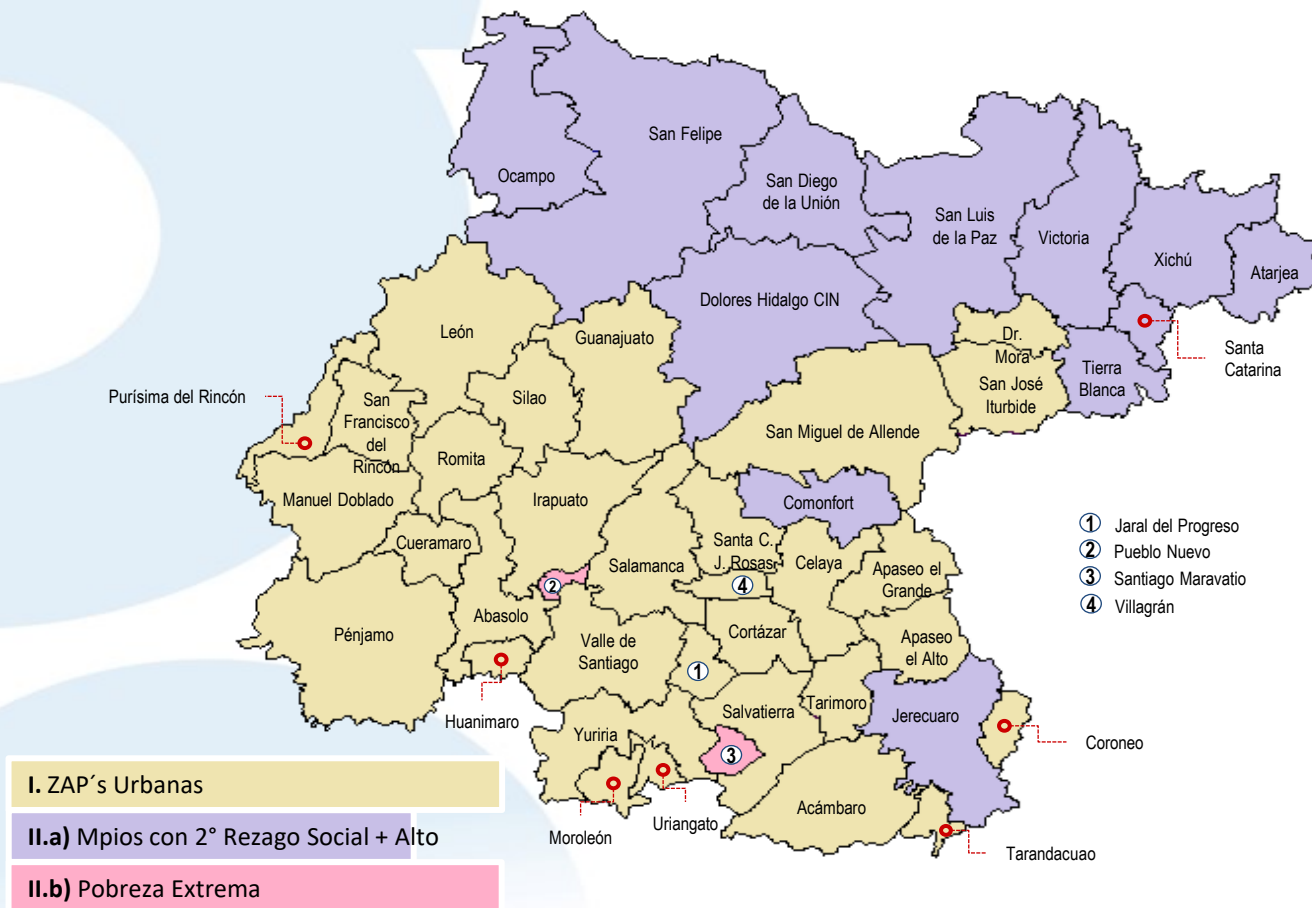 San Felipe
Ocampo
San Diego
de la Unión
San Luis
de la Paz
Victoria
Xichú
Atarjea
Dolores Hidalgo CIN
León
Guanajuato
Dr.
Mora
Santa
Catarina
Tierra
Blanca
Purísima del Rincón
San
Francisco
del
Rincón
Silao
San José
Iturbide
San Miguel de Allende
Romita
Manuel Doblado
Irapuato
Comonfort
Cueramaro
Salamanca
Santa C.
J. Rosas
Celaya
Apaseo el
Grande
1 Jaral del Progreso
2 Pueblo Nuevo
3 Santiago Maravatio
4 Villagrán
2
4
Abasolo
Pénjamo
Valle de
Santiago
Cortázar
Apaseo
el Alto
1
Huanimaro
Salvatierra
Tarimoro
Jerecuaro
Yuriria
3
Coroneo
Acámbaro
Moroleón
Uriangato
Tarandacuao
I. ZAP´s Urbanas
II.a) Mpios con 2° Rezago Social + Alto
II.b) Pobreza Extrema